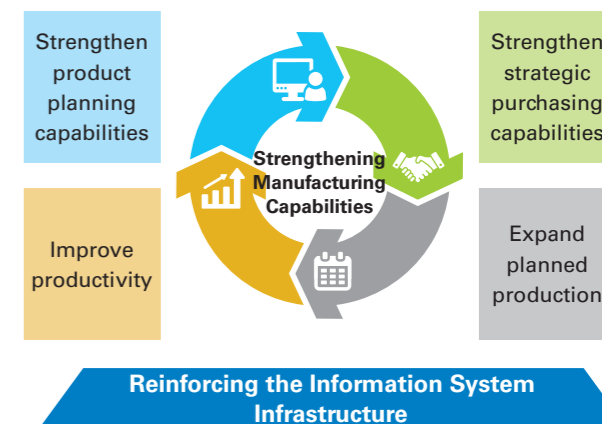 Strengthen
product
planning
capabilities
Strengthen
strategic
purchasing
capabilities
Strengthening
Manufacturing
Capabilities
Improve
productivity
Expand
planned
production
Reinforcing the Information System
Infrastructure